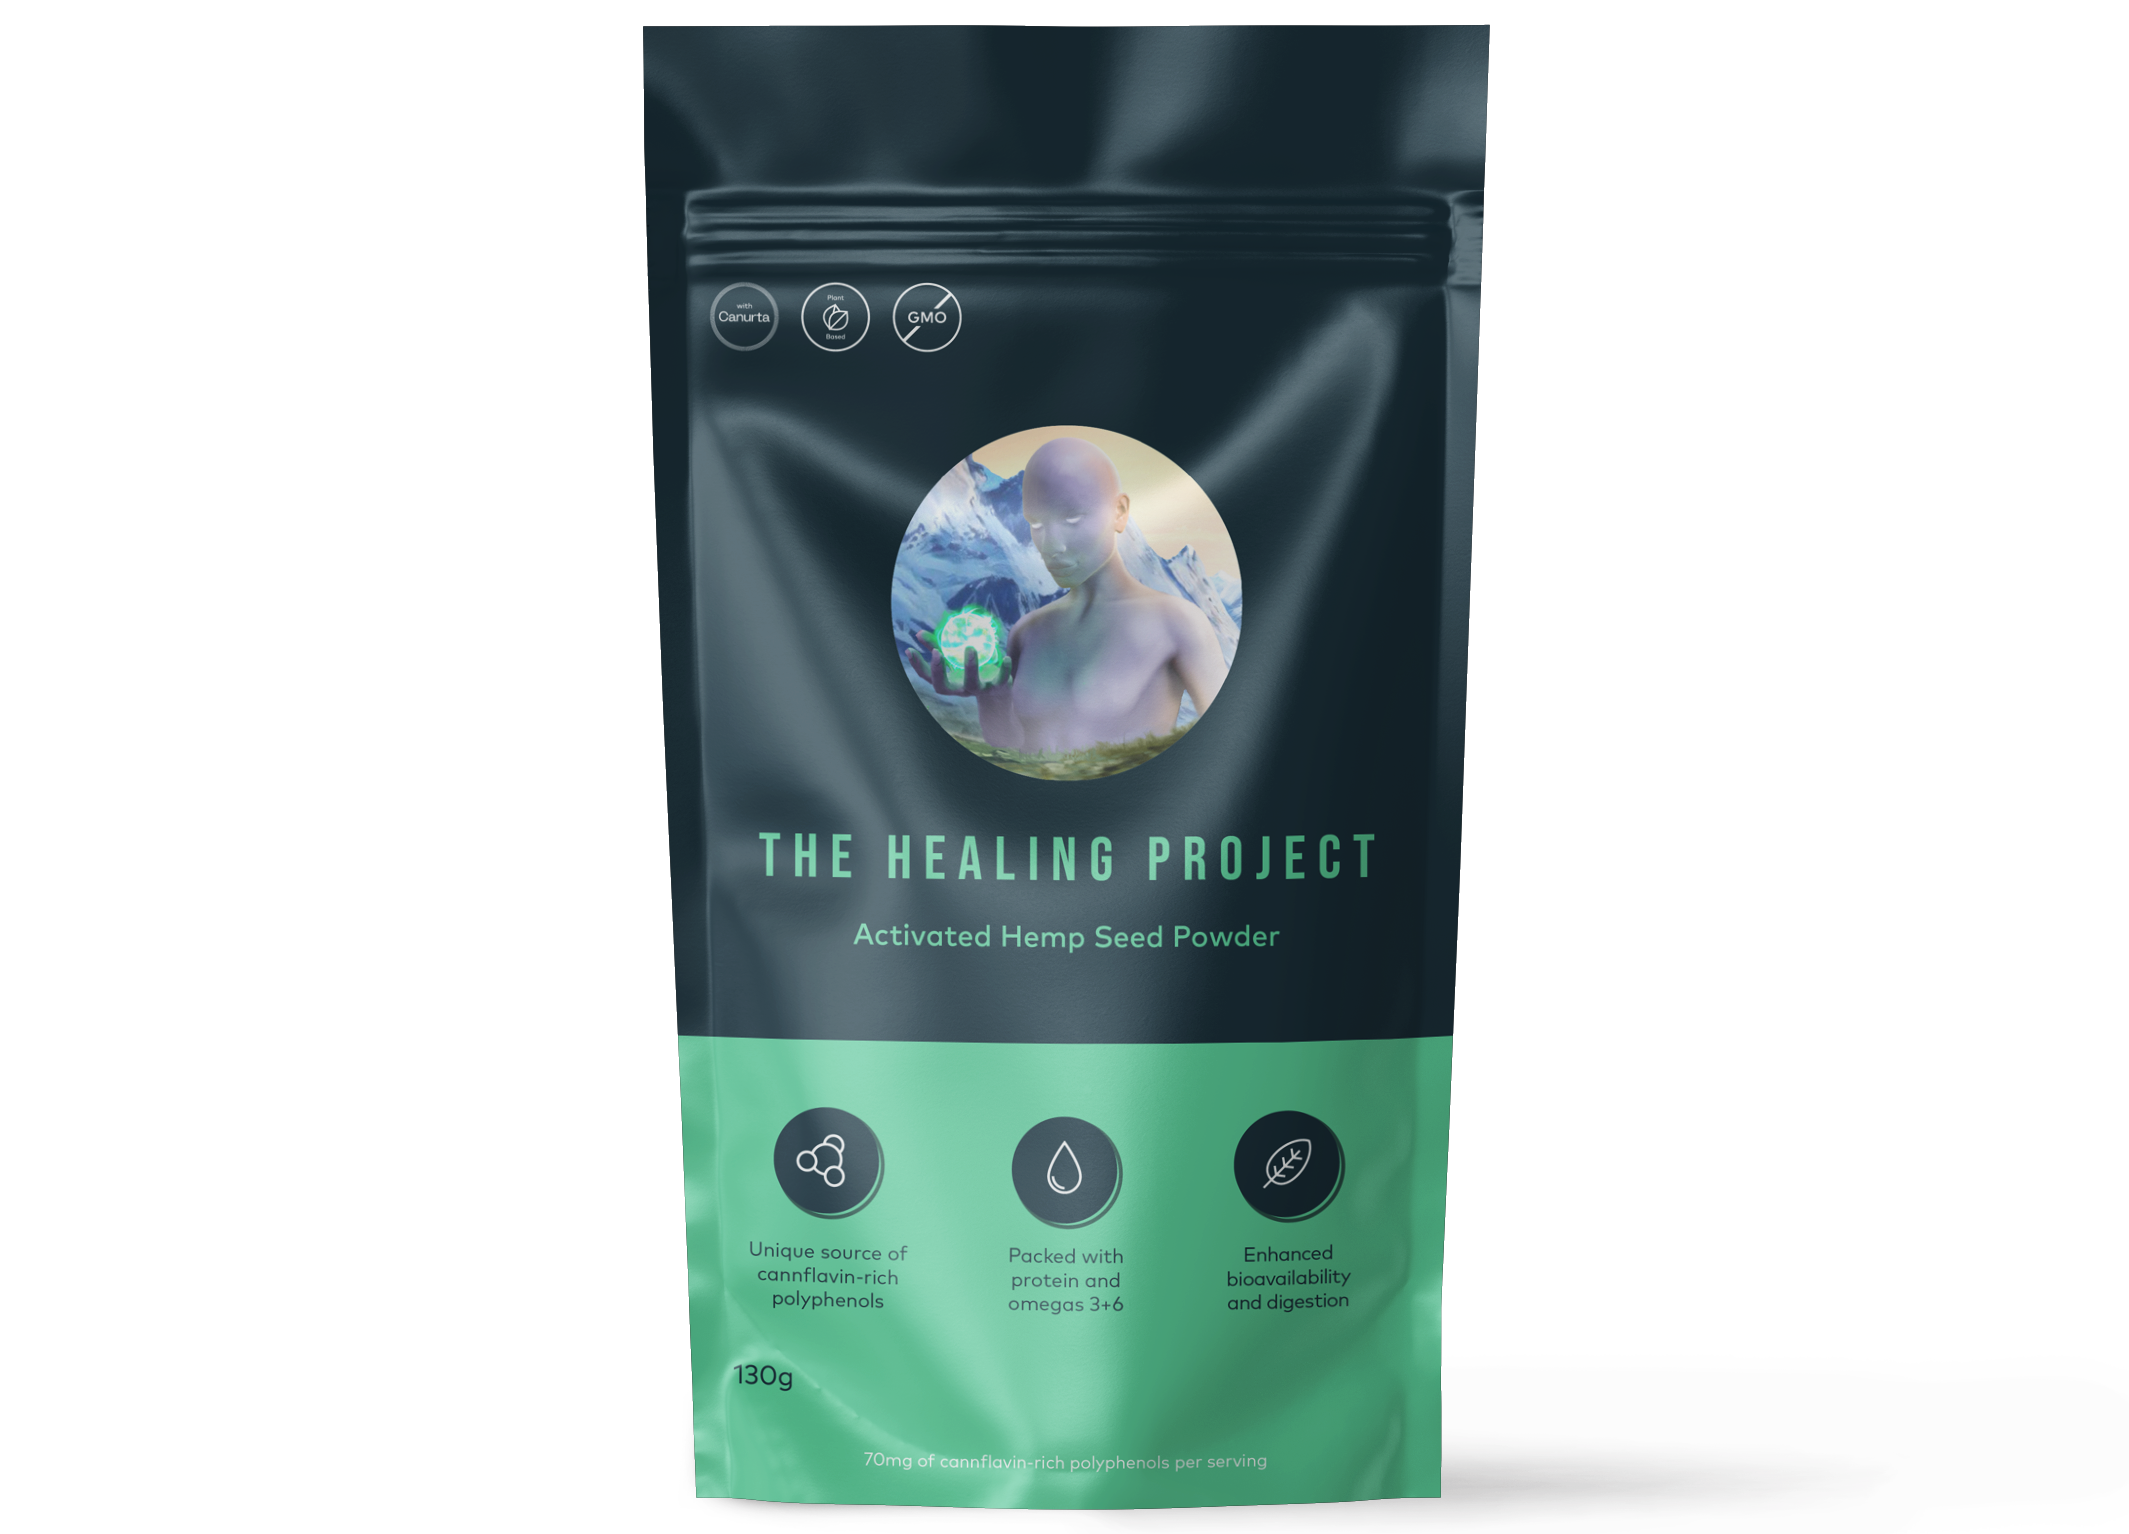 with
Canurta
Plant
Based
GMO
THE HEALING PROJECT
Activated Hemp Seed Powder
Unique source of
cannflavin-rich
polyphenols
Packed with
protein and
omegas 3+6
Enhanced
bioavailability
and digestion
130g
70mg of cannflavin-rich polyphenols per serving